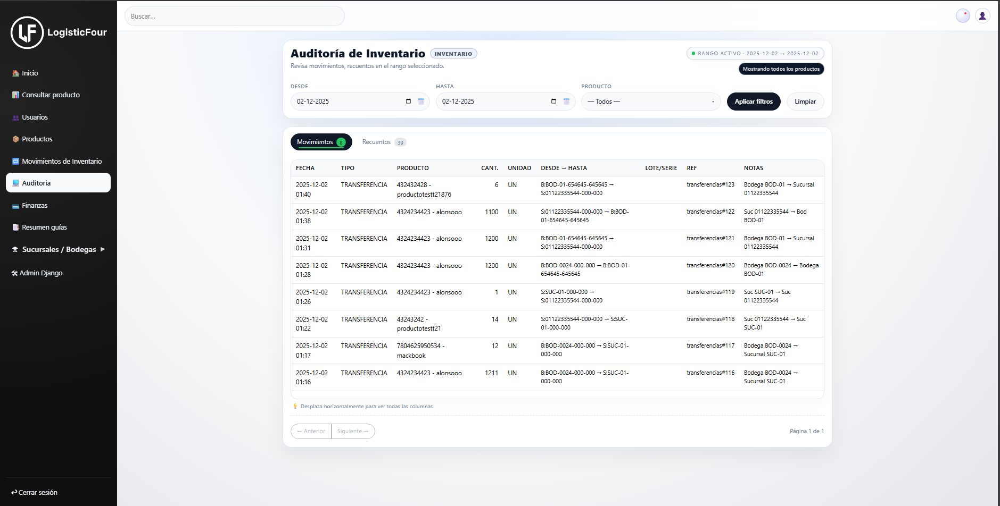 LF LogisticFour
Buscar...
Inicio
Consultar producto
Usuarios
Productos
Movimientos de Inventario
Auditoria
Finanzas
Resumen guías
Sucursales / Bodegas ▶
Admin Django
Cerrar sesión
Auditoría de Inventario INVENTARIO
RANGO ACTIVO · 2025-12-02 → 2025-12-02
Revisa movimientos, recuentos en el rango seleccionado.
Mostrando todos los productos
DESDE HASTA PRODUCTO
02-12-2025 02-12-2025 — Todos — Aplicar filtros Limpiar
Movimientos 8 Recuentos 39
FECHA TIPO PRODUCTO CANT. UNIDAD DESDE → HASTA LOTE/SERIE REF NOTAS
2025-12-02 TRANSFERENCIA 432432428 - 6 UN B:BOD-01-654645-645645 → transferencias#123 Bodega BOD-01 → Sucursal
01:40 productotestt21876 S:01122335544-000-000 01122335544
2025-12-02 TRANSFERENCIA 4324234423 - alonsooo 1100 UN S:01122335544-000-000 → B:BOD- transferencias#122 Suc 01122335544 → Bod
01:38 01-654645-645645 BOD-01
2025-12-02 TRANSFERENCIA 4324234423 - alonsooo 1200 UN B:BOD-01-654645-645645 → transferencias#121 Bodega BOD-01 → Sucursal
01:31 S:01122335544-000-000 01122335544
2025-12-02 TRANSFERENCIA 4324234423 - alonsooo 1200 UN B:BOD-0024-000-000 → B:BOD-01- transferencias#120 Bodega BOD-0024 → Bodega
01:28 654645-645645 BOD-01
2025-12-02 TRANSFERENCIA 4324234423 - alonsooo 1 UN S:SUC-01-000-000 → transferencias#119 Suc SUC-01 → Suc
01:26 S:01122335544-000-000 01122335544
2025-12-02 TRANSFERENCIA 43243242 - 14 UN S:01122335544-000-000 → S:SUC- transferencias#118 Suc 01122335544 → Suc
01:22 productotestt21 01-000-000 SUC-01
2025-12-02 TRANSFERENCIA 7804625950534 - 12 UN B:BOD-0024-000-000 → S:SUC-01- transferencias#117 Bodega BOD-0024 →
01:17 mackbook 000-000 Sucursal SUC-01
2025-12-02 TRANSFERENCIA 4324234423 - alonsooo 1211 UN B:BOD-0024-000-000 → S:SUC-01- transferencias#116 Bodega BOD-0024 →
01:16 000-000 Sucursal SUC-01
Desplaza horizontalmente para ver todas las columnas.
← Anterior Siguiente → Página 1 de 1